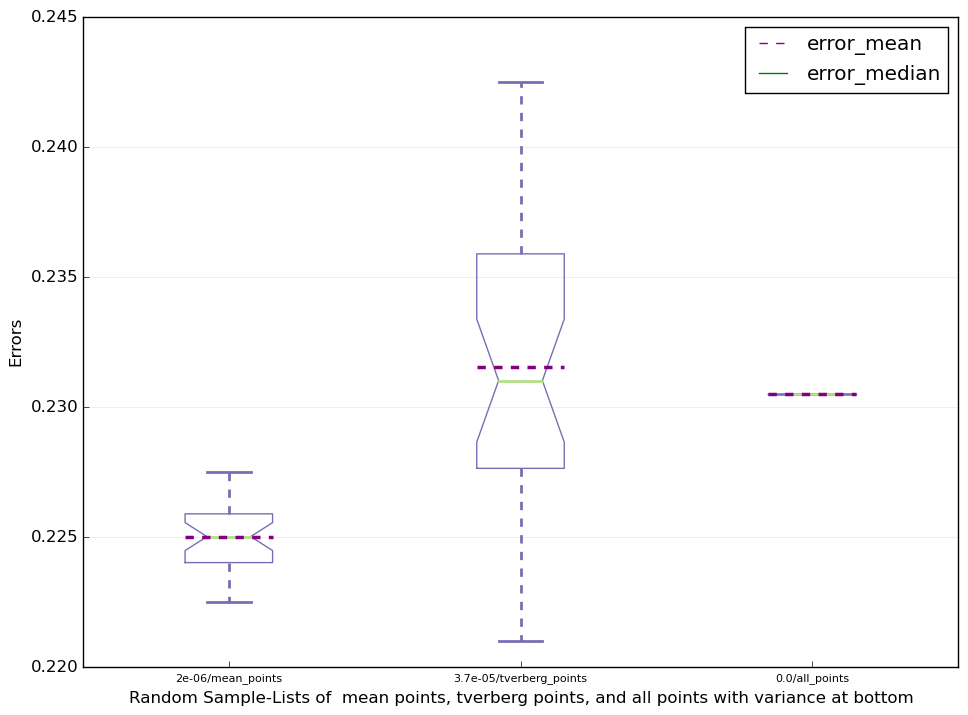 0.245
error_mean
error_median
0.240
0.235
Errors
0.230
0.225
0.220
2e-06/mean_points
3.7e-05/tverberg_points
0.0/all_points
Random Sample-Lists of  mean points, tverberg points, and all points with variance at bottom